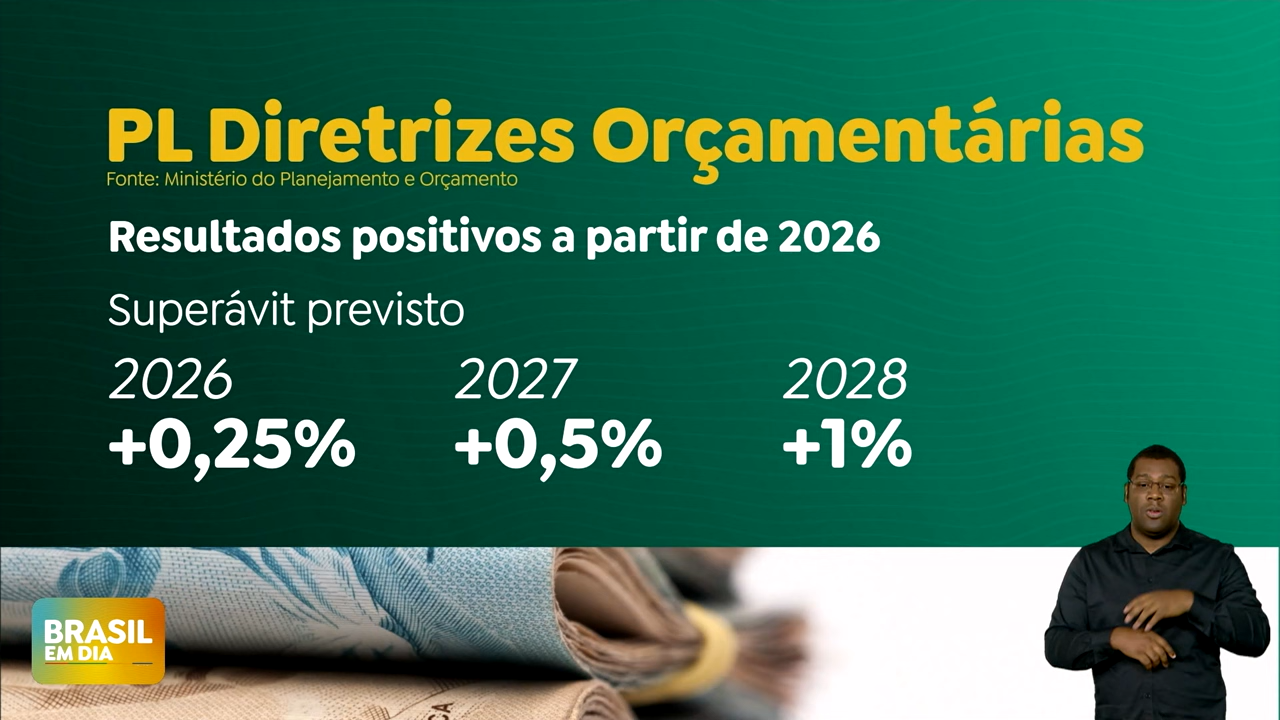 PL Diretrizes Orçamentárias
Fonte: Ministério do Planejamento e Orçamento
Resultados positivos a partir de 2026
Superávit previsto
2026 2027 2028
+0,25% +0,5% +1%
BRASIL
EM DIA